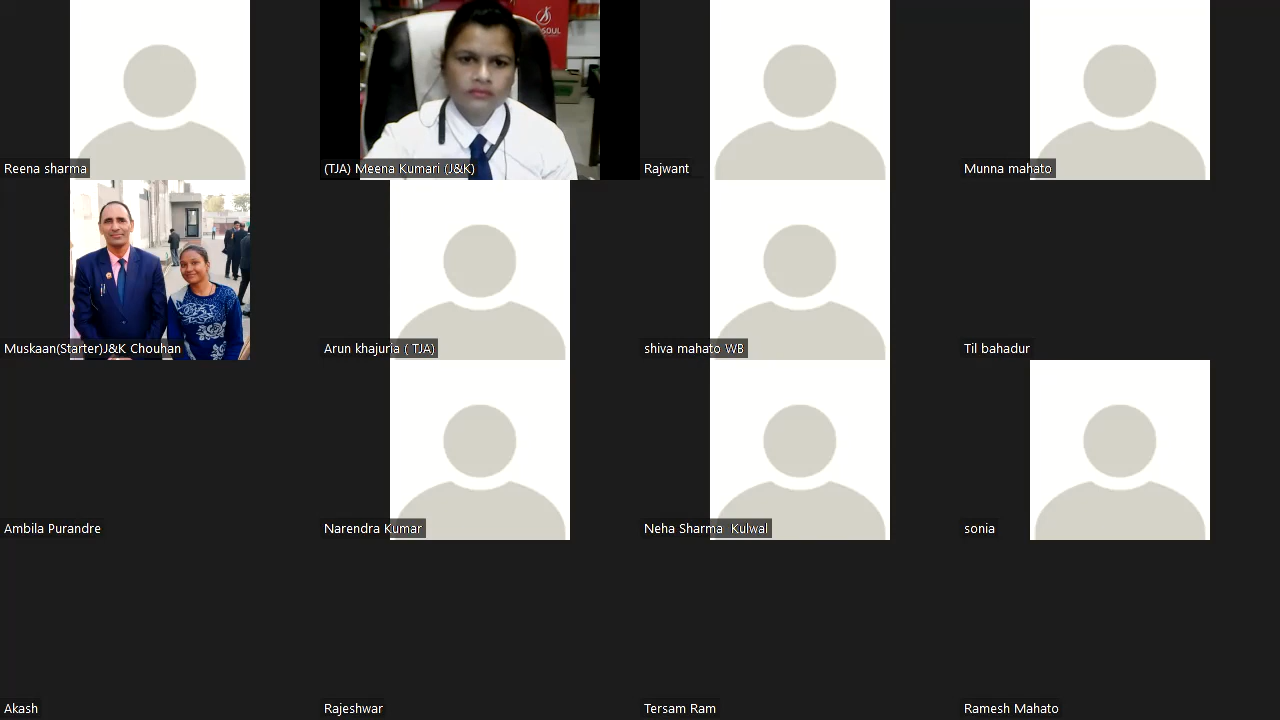 SOUL
Reena sharma
(TJA) Meena Kumari (J&K)
Rajwant
Munna mahato
Muskaan(Starter)J&K Chouhan
Arun khajuria ( TJA)
shiva mahato WB
Til bahadur
Ambila Purandre
Narendra Kumar
Neha Sharma  Kulwal
sonia
Akash
Rajeshwar
Tersam Ram
Ramesh Mahato